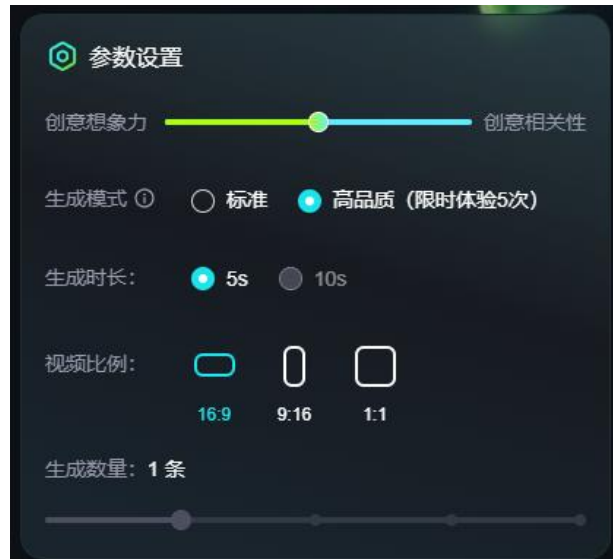 参数设置
创意想象力 创意相关性
生成模式 标准 高品质（限时体验5次）
生成时长： 5s 10s
视频比例：
16:9 9:16 1:1
生成数量：1 条